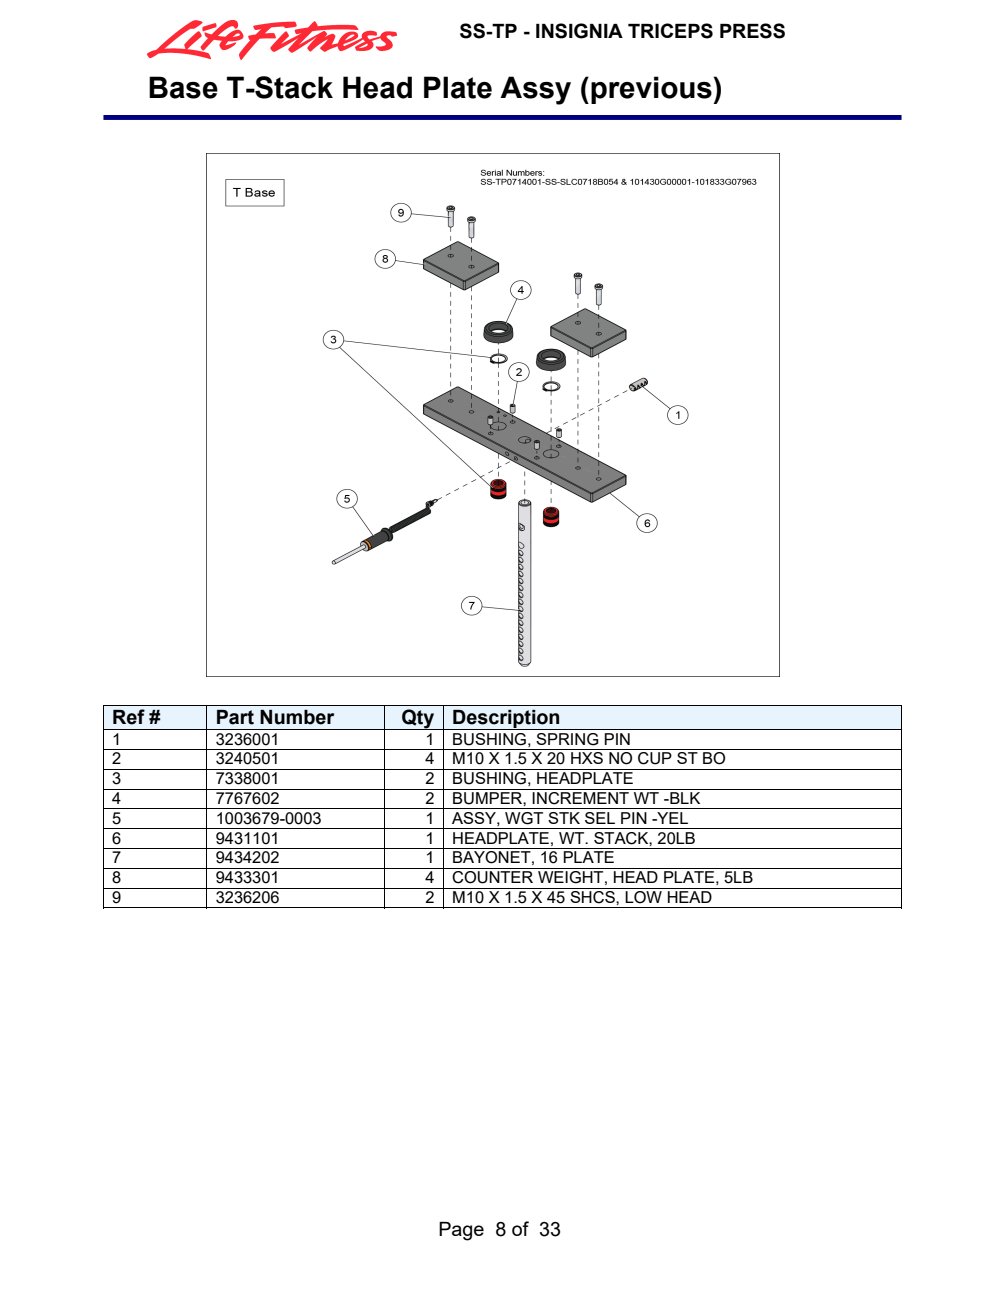 Life Fitness
SS-TP - INSIGNIA TRICEPS PRESS
Base T-Stack Head Plate Assy (previous)
Serial Numbers:
SS-TP0714001-SS-SLC0718B054 & 101430G00001-101833G07963
T Base
9
8
4
3
2
1
5
6
7
Ref # Part Number Qty Description
1 3236001 1 BUSHING, SPRING PIN
2 3240501 4 M10 X 1.5 X 20 HXS NO CUP ST BO
3 7338001 2 BUSHING, HEADPLATE
4 7767602 2 BUMPER, INCREMENT WT -BLK
5 1003679-0003 1 ASSY, WGT STK SEL PIN -YEL
6 9431101 1 HEADPLATE, WT. STACK, 20LB
7 9434202 1 BAYONET, 16 PLATE
8 9433301 4 COUNTER WEIGHT, HEAD PLATE, 5LB
9 3236206 2 M10 X 1.5 X 45 SHCS, LOW HEAD
Page 8 of 33